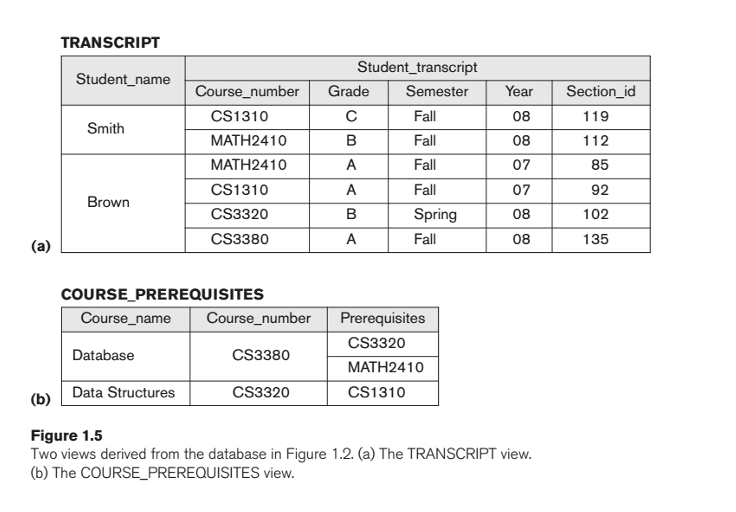 TRANSCRIPT
Student_name Student_transcript
Course_number Grade Semester Year Section_id
Smith CS1310 C Fall 08 119
MATH2410 B Fall 08 112
Brown MATH2410 A Fall 07 85
CS1310 A Fall 07 92
CS3320 B Spring 08 102
(a) CS3380 A Fall 08 135
COURSE_PREREQUISITES
Course_name Course_number Prerequisites
Database CS3380 CS3320
MATH2410
(b) Data Structures CS3320 CS1310
Figure 1.5
Two views derived from the database in Figure 1.2. (a) The TRANSCRIPT view.
(b) The COURSE_PREREQUISITES view.